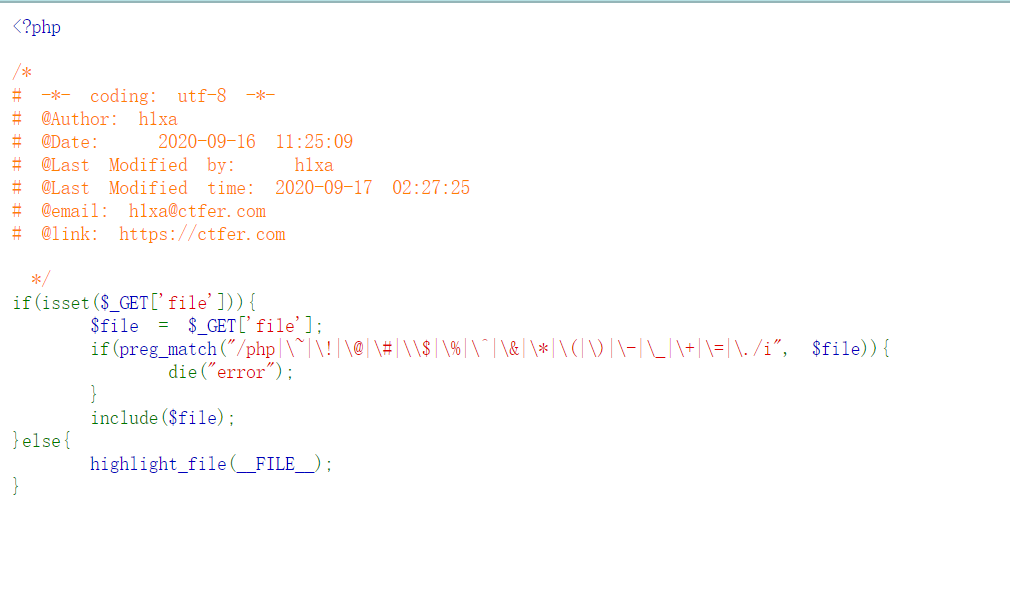 <?php
/*
# -*- coding: utf-8 -*-
# @Author: h1xa
# @Date: 2020-09-16 11:25:09
# @Last Modified by: h1xa
# @Last Modified time: 2020-09-17 02:27:25
# @email: h1xa@ctfer.com
# @link: https://ctfer.com
*/
if(isset($_GET['file'])){
$file = $_GET['file'];
if(preg_match("/php|\~|\!|\@|\#|\\$|\%|\^|\&|\*|\(|\)|\-|\_|\+|\=|\./i", $file)){
die("error");
}
include($file);
}else{
highlight_file(__FILE__);
}